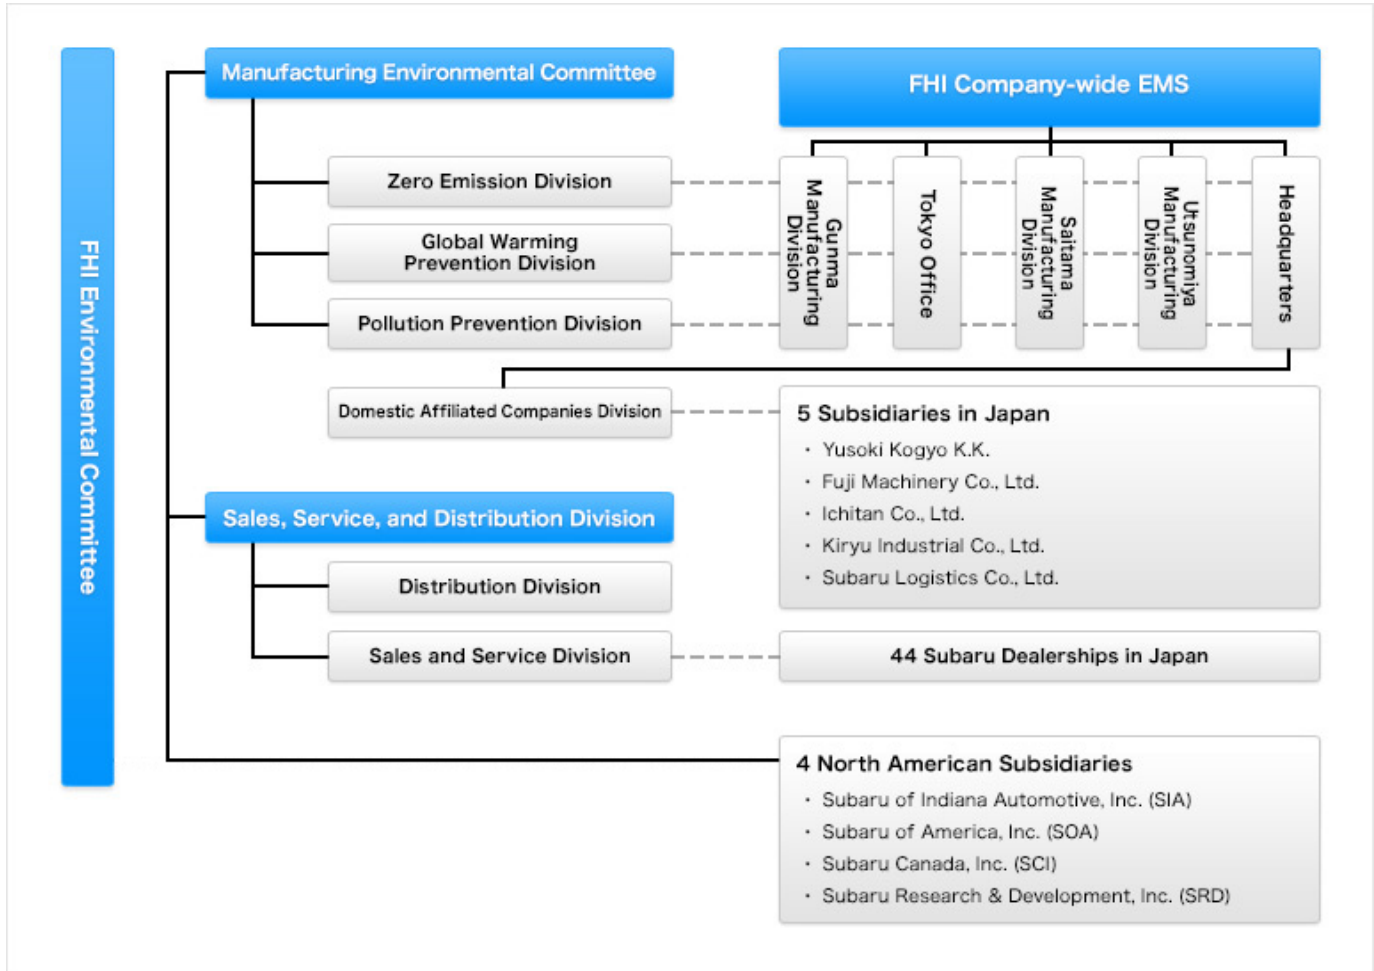 FHI Environmental Committee
Manufacturing Environmental Committee
Zero Emission Division
Global Warming
Prevention Division
Pollution Prevention Division
Domestic Affiliated Companies Division
Sales, Service, and Distribution Division
Distribution Division
Sales and Service Division
FHI Company-wide EMS
Gunma
Manufacturing
Division
Tokyo Office
Saitama
Manufacturing
Division
Utsunomiya
Manufacturing
Division
Headquarters
5 Subsidiaries in Japan
・ Yusoki Kogyo K.K.
・ Fuji Machinery Co., Ltd.
・ Ichitan Co., Ltd.
・ Kiryu Industrial Co., Ltd.
・ Subaru Logistics Co., Ltd.
44 Subaru Dealerships in Japan
4 North American Subsidiaries
・ Subaru of Indiana Automotive, Inc. (SIA)
・ Subaru of America, Inc. (SOA)
・ Subaru Canada, Inc. (SCI)
・ Subaru Research & Development, Inc. (SRD)